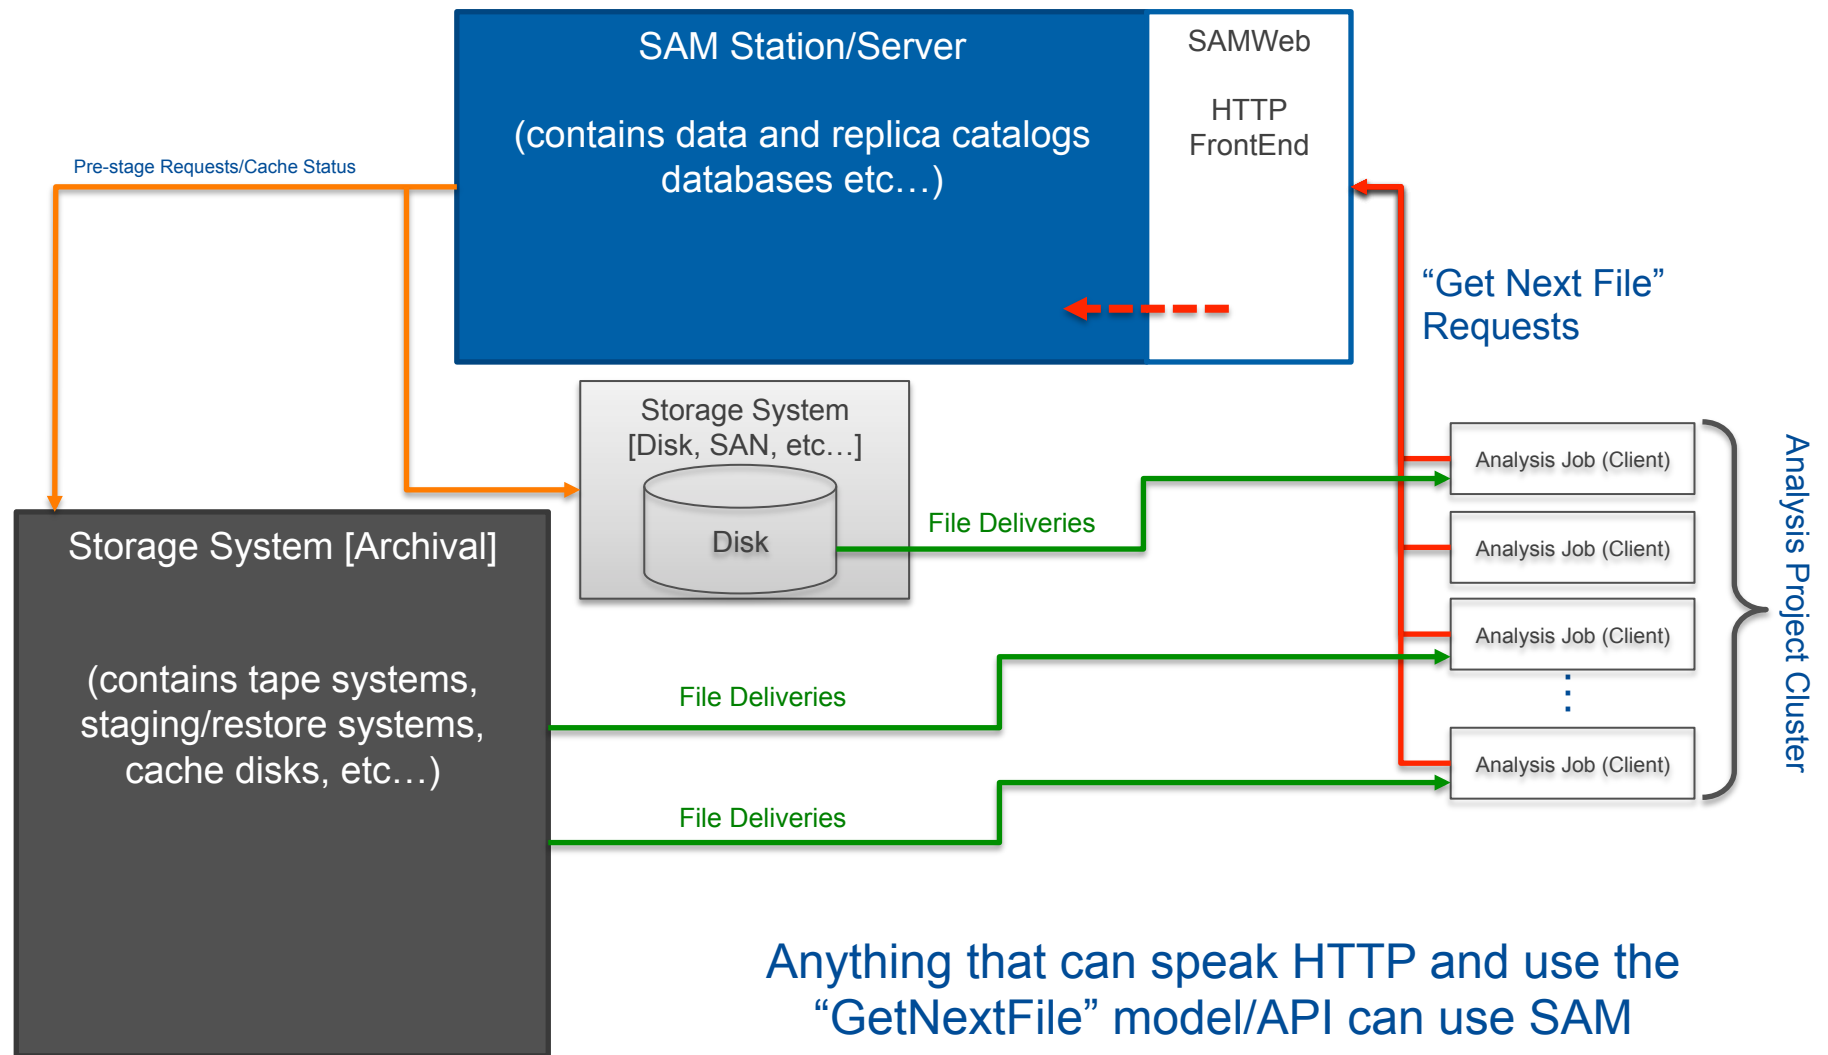 SAM Station/Server
(contains data and replica catalogs
databases etc…)
SAMWeb
HTTP
FrontEnd
Pre-stage Requests/Cache Status
“Get Next File”
Requests
Storage System
[Disk, SAN, etc…]
Disk
File Deliveries
Analysis Job (Client)
Analysis Job (Client)
Analysis Job (Client)
⋮
Analysis Job (Client)
Analysis Project Cluster
Storage System [Archival]
(contains tape systems,
staging/restore systems,
cache disks, etc…)
File Deliveries
File Deliveries
Anything that can speak HTTP and use the
“GetNextFile” model/API can use SAM